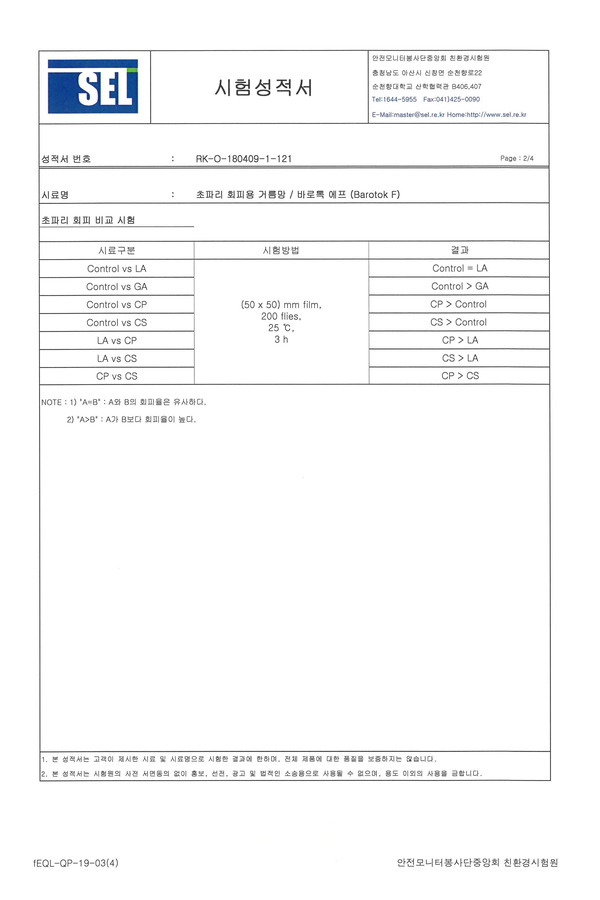 SEL
시험성적서
안전모니터봉사단중앙회 친환경시험원
충청남도 아산시 신창면 순천향로22
순천향대학교 산학협력관 B406,407
Tel:1644-5955 Fax:041)425-0090
E-Mail:master@sel.re.kr Home:http://www.sel.re.kr
성적서 번호 : RK-O-180409-1-121 Page : 2/4
시료명 : 초파리 회피용 거름망 / 바로톡 에프 (Barotok F)
초파리 회피 비교 시험
시료구분 시험방법 결과
Control vs LA Control = LA
Control vs GA Control > GA
Control vs CP (50 x 50) mm film, CP > Control
200 flies,
Control vs CS 25 ℃, CS > Control
LA vs CP 3 h CP > LA
LA vs CS CS > LA
CP vs CS CP > CS
NOTE : 1) "A=B" : A와 B의 회피율은 유사하다.
2) "A>B" : A가 B보다 회피율이 높다.
1. 본 성적서는 고객이 제시한 시료 및 시료명으로 시험한 결과에 한하며, 전체 제품에 대한 품질을 보증하지는 않습니다.
2. 본 성적서는 시험원의 사전 서면동의 없이 홍보, 선전, 광고 및 법적인 소송용으로 사용될 수 없으며, 용도 이외의 사용을 금합니다.
fEQL-QP-19-03(4) 안전모니터봉사단중앙회 친환경시험원